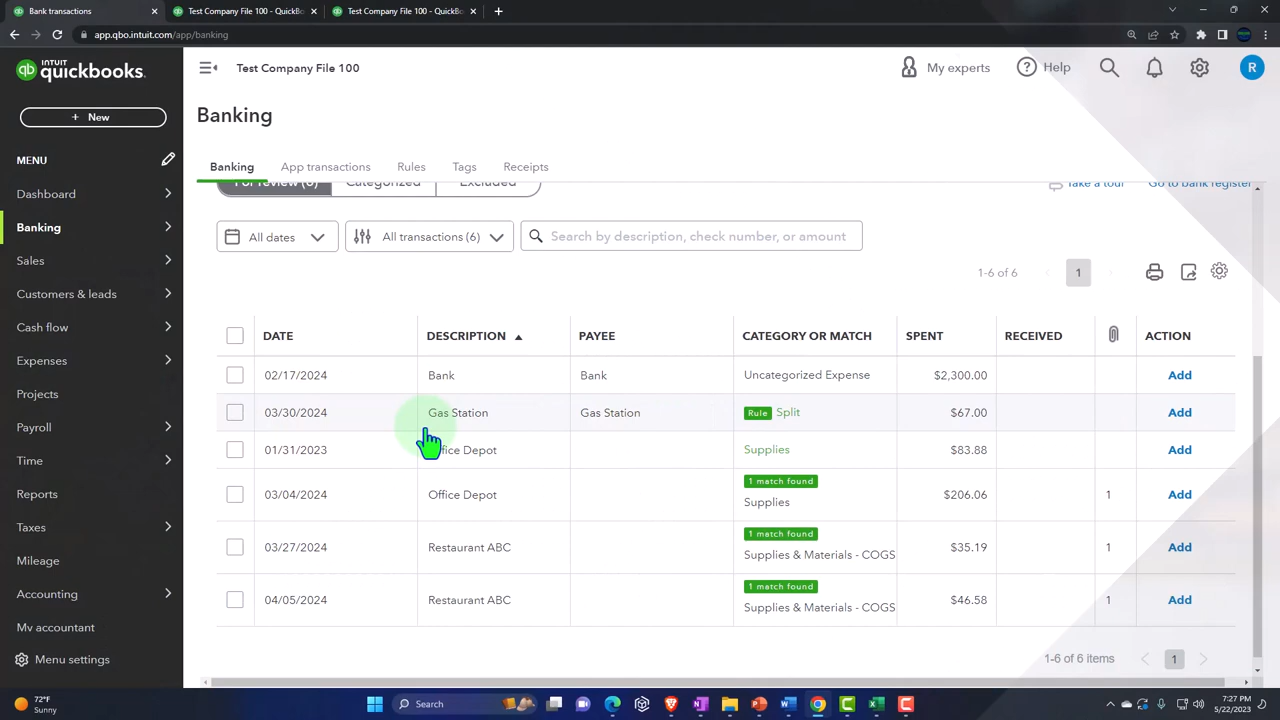 Bank transactions
Test Company File 100 - QuickBo
Test Company File 100 - QuickBo
app.qbo.intuit.com/app/banking
INTUIT
quickbooks.
Test Company File 100
My experts
Help
R
+ New
Banking
MENU
Banking App transactions Rules Tags Receipts
Dashboard
For review (6) Categorized Excluded
Take a tour Go to bank register
Banking
All dates All transactions (6) Search by description, check number, or amount
Sales
1-6 of 6 1
Customers & leads
Cash flow
DATE DESCRIPTION PAYEE CATEGORY OR MATCH SPENT RECEIVED ACTION
Expenses
02/17/2024 Bank Bank Uncategorized Expense $2,300.00 Add
Projects
03/30/2024 Gas Station Gas Station Rule Split $67.00 Add
Payroll
01/31/2023 Office Depot Supplies $83.88 Add
Time
1 match found
Reports
03/04/2024 Office Depot Supplies $206.06 1 Add
Taxes
1 match found
03/27/2024 Restaurant ABC Supplies & Materials - COGS $35.19 1 Add
Mileage
1 match found
Accounting
04/05/2024 Restaurant ABC Supplies & Materials - COGS $46.58 1 Add
My accountant
Menu settings
1-6 of 6 items 1
72°F
Sunny
Search
7:27 PM
5/22/2023